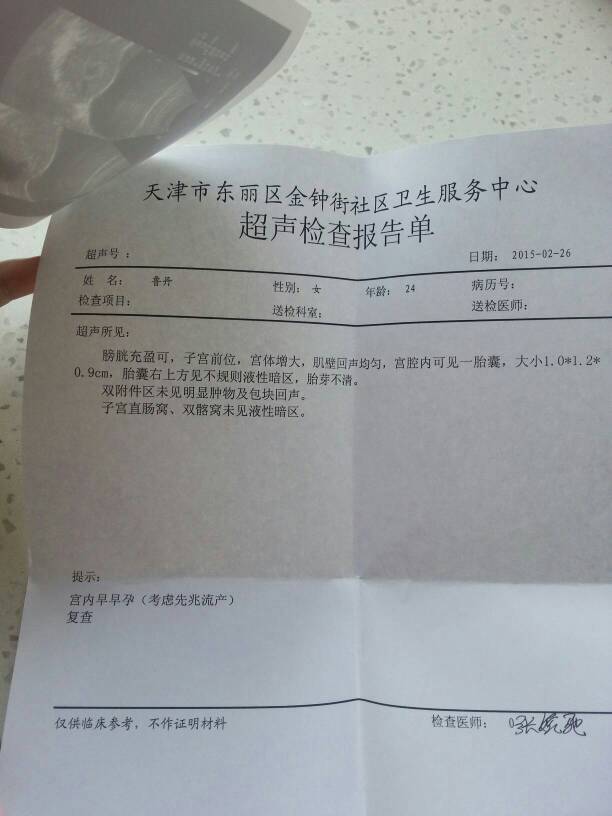 天津市东丽区金钟街社区卫生服务中心
超声检查报告单
超声号： 日期： 2015-02-26
姓 名： 鲁丹 性别：女 年龄： 24 病历号：
检查项目： 送检科室： 送检医师：
超声所见：
膀胱充盈可，子宫前位，宫体增大，肌壁回声均匀，宫腔内可见一胎囊，大小1.0*1.2*
0.9cm，胎囊右上方见不规则液性暗区，胎芽不清。
双附件区未见明显肿物及包块回声。
子宫直肠窝、双髂窝未见液性暗区。
提示：
宫内早早孕（考虑先兆流产）
复查
仅供临床参考，不作证明材料 检查医师：